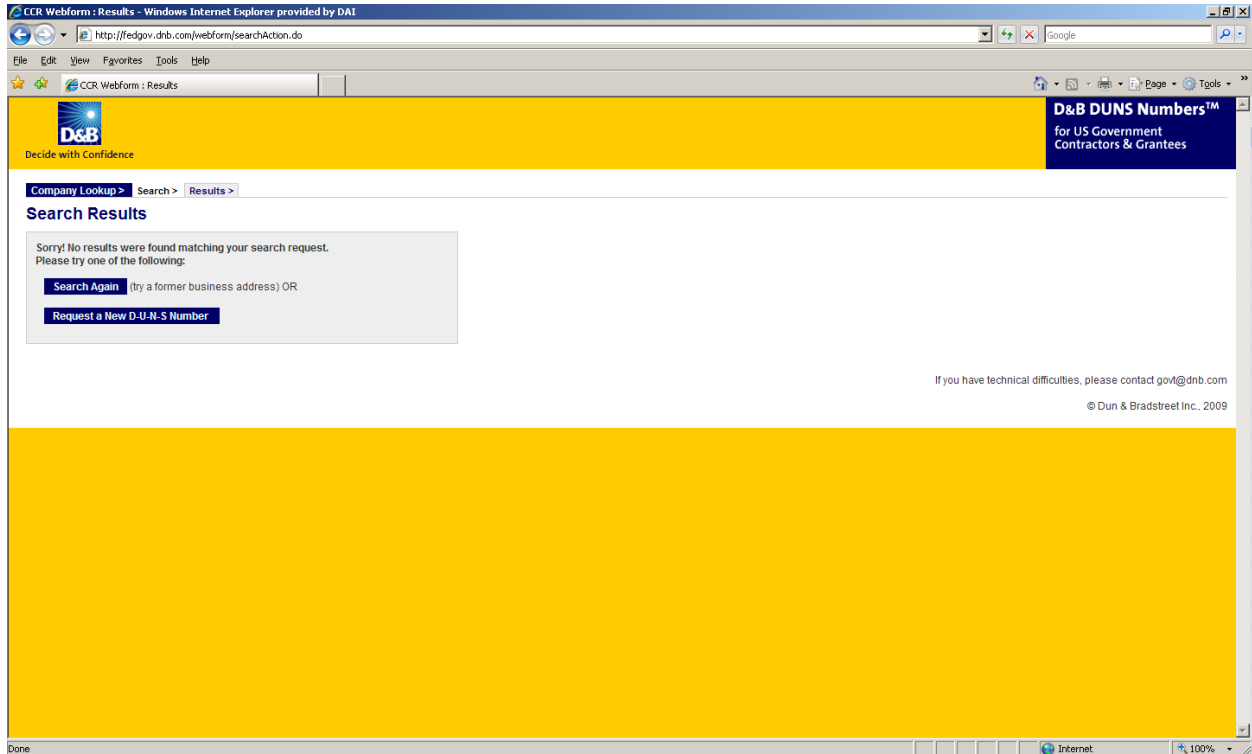 CCR Webform : Results - Windows Internet Explorer provided by DAI
http://fedgov.dnb.com/webform/searchAction.do
Google
File Edit View Favorites Tools Help
CCR Webform : Results
Page Tools »
D&B
Decide with Confidence
D&B DUNS Numbers™
for US Government
Contractors & Grantees
Company Lookup > Search > Results >
Search Results
Sorry! No results were found matching your search request.
Please try one of the following:
Search Again (try a former business address) OR
Request a New D-U-N-S Number
If you have technical difficulties, please contact govt@dnb.com
© Dun & Bradstreet Inc., 2009
Done Internet 100%